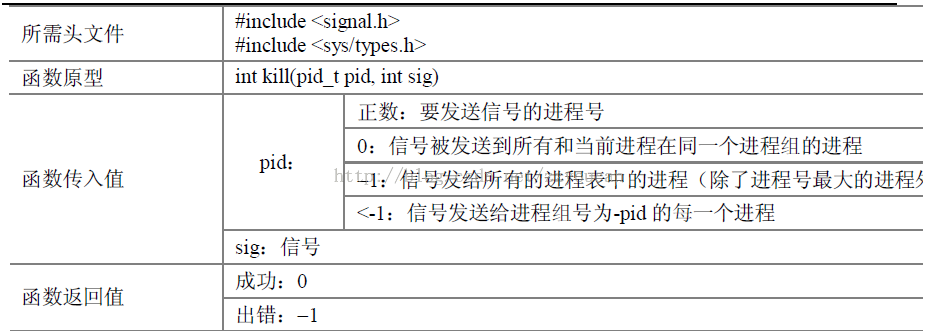 所需头文件
#include <signal.h>
#include <sys/types.h>
函数原型
int kill(pid_t pid, int sig)
函数传入值
pid：
正数：要发送信号的进程号
0：信号被发送到所有和当前进程在同一个进程组的进程
−1：信号发给所有的进程表中的进程（除了进程号最大的进程
<-1：信号发送给进程组号为-pid 的每一个进程
sig：信号
函数返回值
成功：0
出错：−1